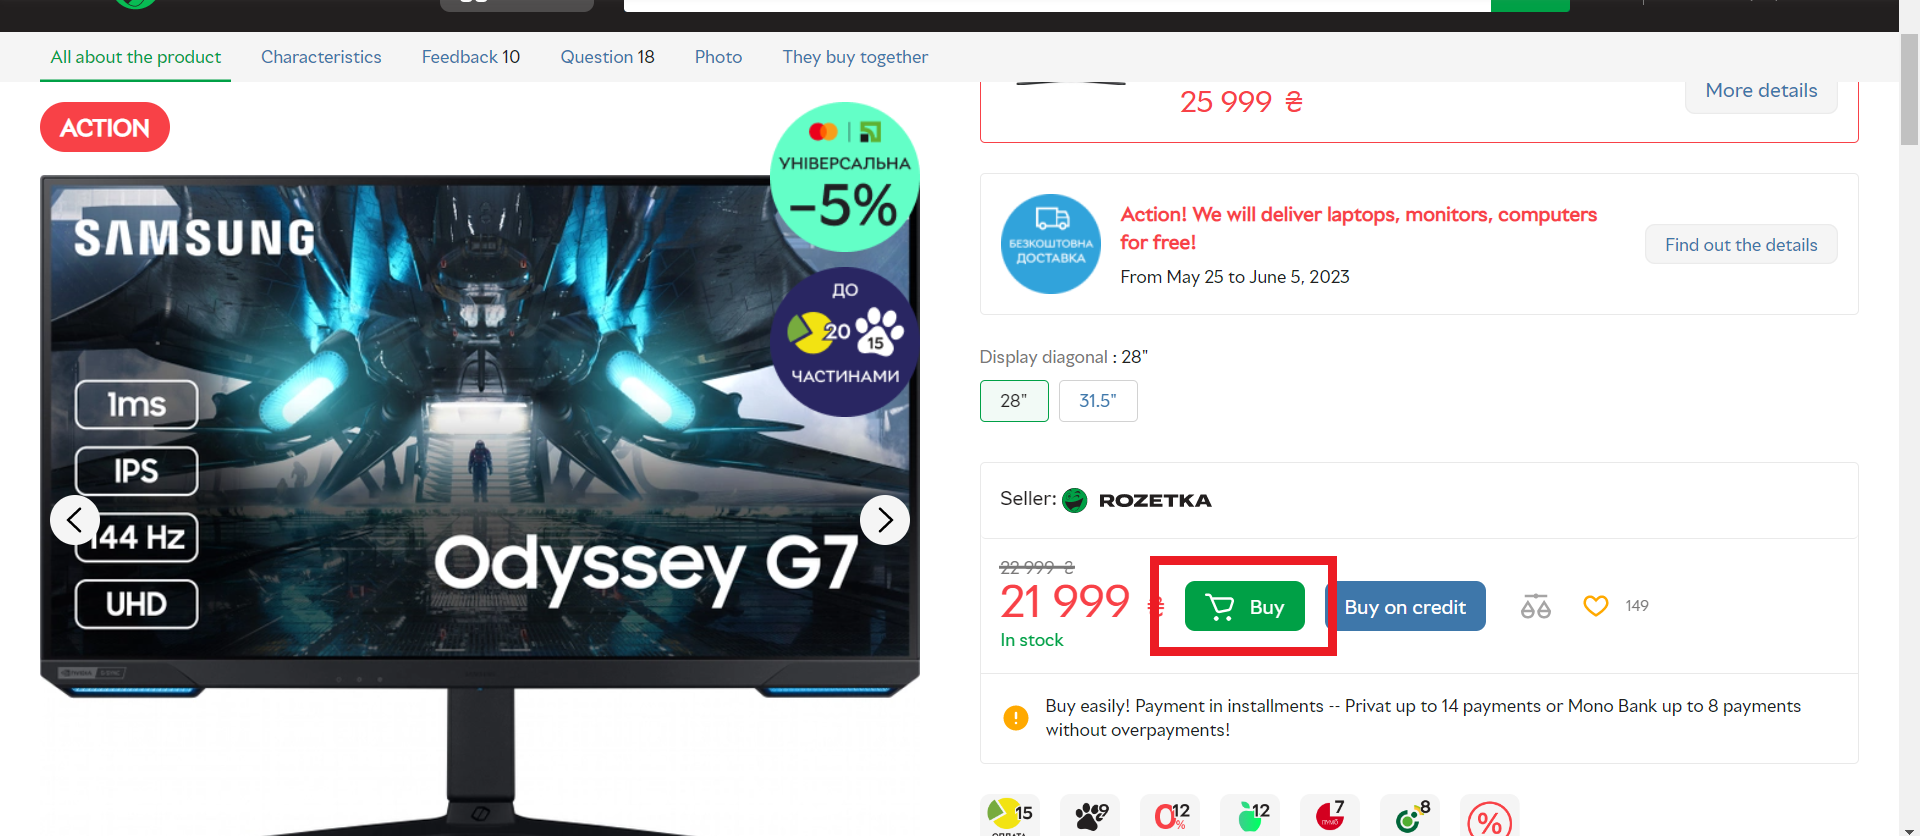 All about the product
Characteristics
Feedback 10
Question 18
Photo
They buy together
ACTION
УНІВЕРСАЛЬНА
–5%
SAMSUNG
ДО
20
15
ЧАСТИНАМИ
1ms
IPS
144 Hz
UHD
Odyssey G7
25 999 ₴
More details
БЕЗКОШТОВНА
ДОСТАВКА
Action! We will deliver laptops, monitors, computers
for free!
From May 25 to June 5, 2023
Find out the details
Display diagonal : 28"
28"
31.5"
Seller: ROZETKA
22 999 ₴
21 999 ₴
In stock
Buy
Buy on credit
149
Buy easily! Payment in installments -- Privat up to 14 payments or Mono Bank up to 8 payments
without overpayments!
15
9
0% 12
12
7
8
%